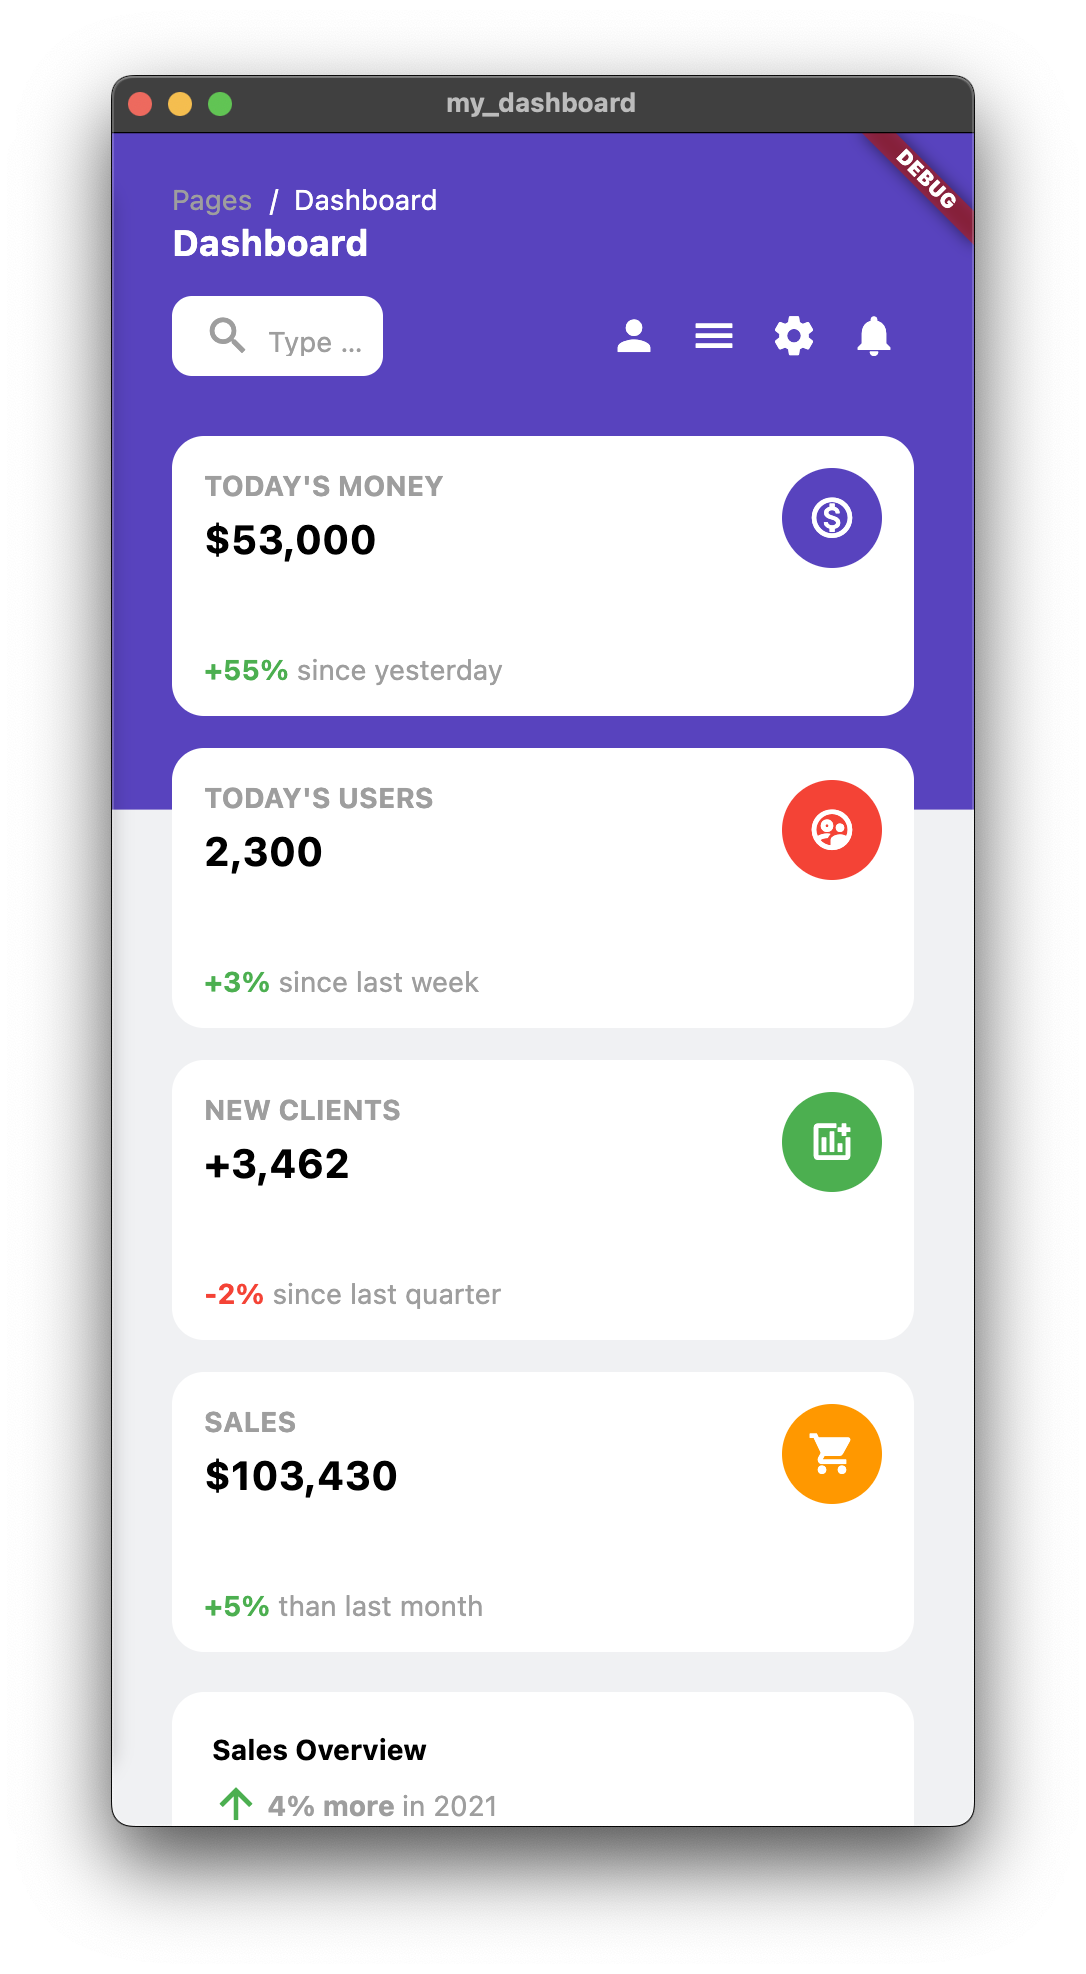 my_dashboard
DEBUG
Pages / Dashboard
Dashboard
Type ...
TODAY'S MONEY
$53,000
+55% since yesterday
TODAY'S USERS
2,300
+3% since last week
NEW CLIENTS
+3,462
-2% since last quarter
SALES
$103,430
+5% than last month
Sales Overview
4% more in 2021